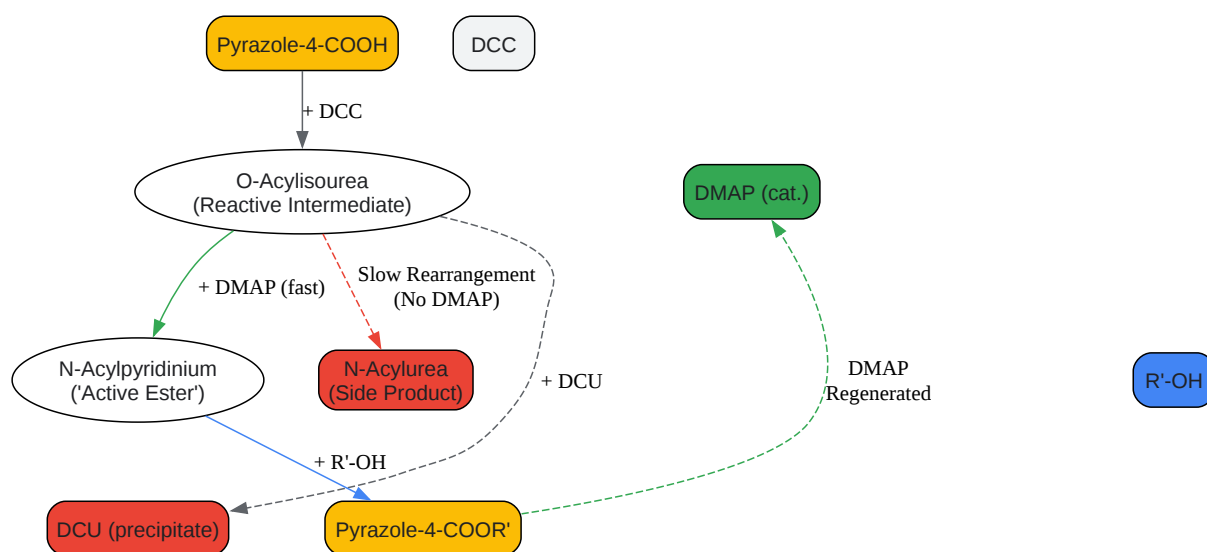 Pyrazole-4-COOH
DCC
+ DCC
O-Acylisourea
(Reactive Intermediate)
DMAP (cat.)
+ DMAP (fast)
Slow Rearrangement
(No DMAP)
N-Acylpyridinium
('Active Ester')
N-Acylurea
(Side Product)
+ DCU
DMAP
Regenerated
R'-OH
+ R'-OH
DCU (precipitate)
Pyrazole-4-COOR'